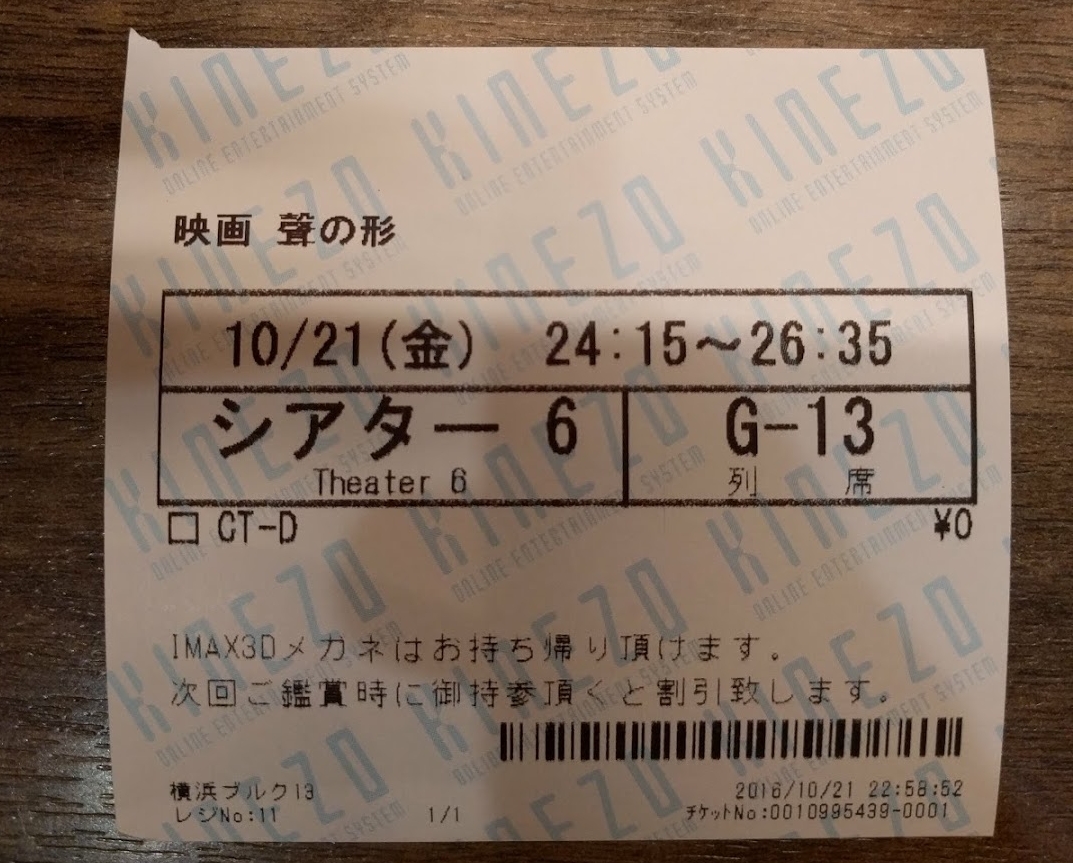 KINEZO
ONLINE ENTERTAINMENT SYSTEM
映画 聲の形
10/21(金) 24:15～26:35
シアター 6 G-13
Theater 6 列 席
□ CT-D ¥0
IMAX3Dメガネはお持ち帰り頂けます。
次回ご鑑賞時に御持参頂くと割引致します。
横浜ブルク13 2016/10/21 22:58:52
レジNo:11 1/1 チケットNo:0010995439-0001